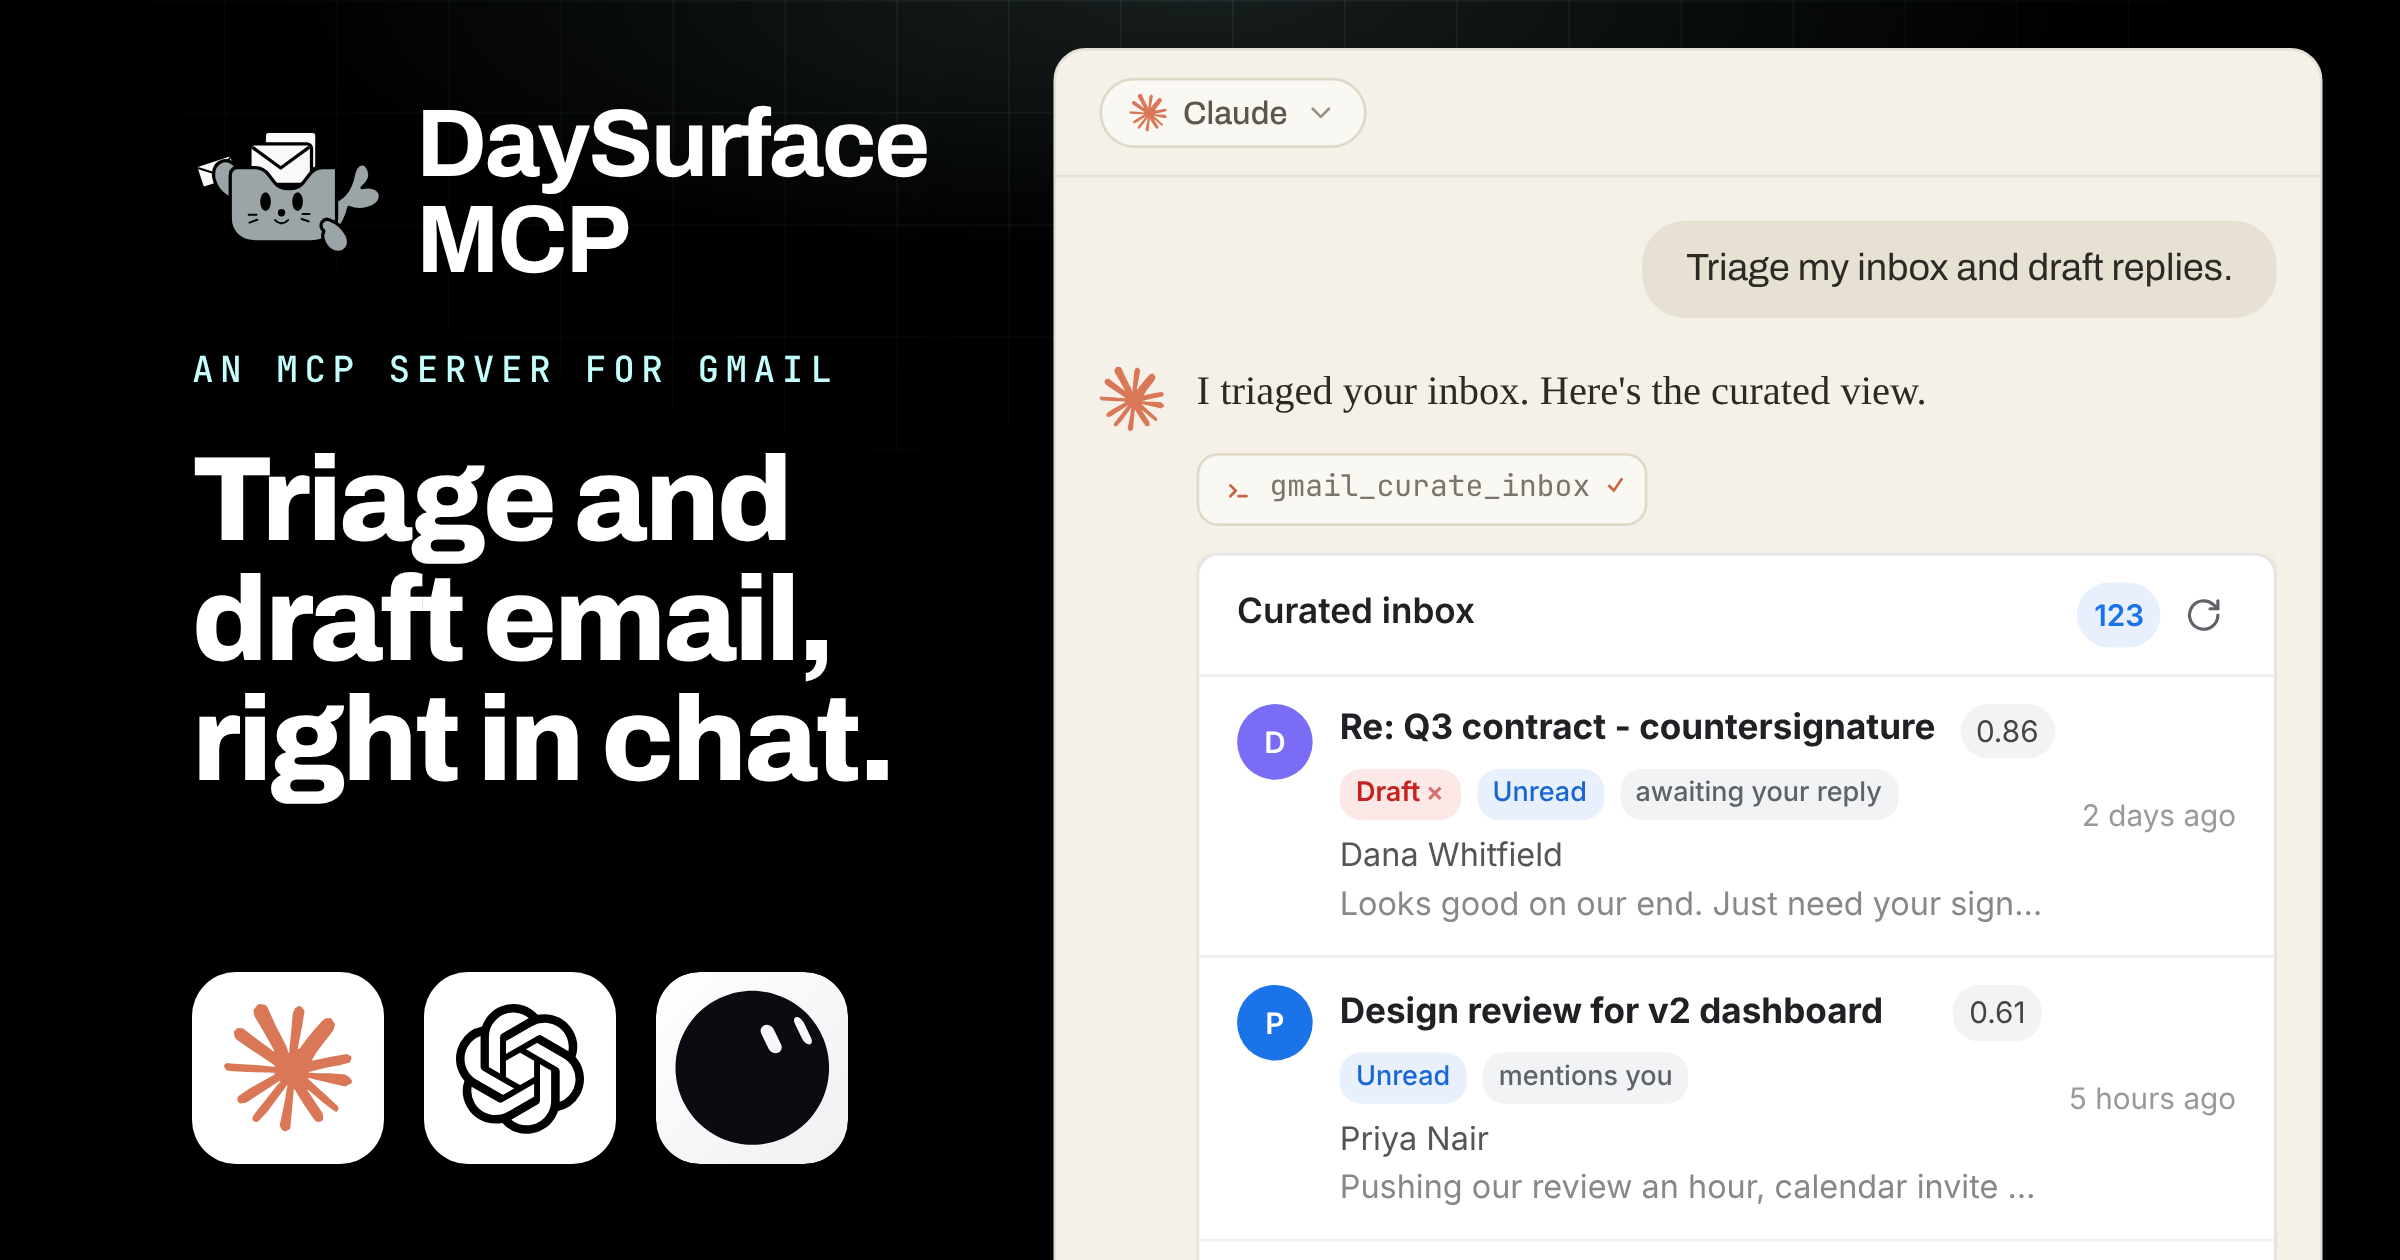 DaySurface
MCP
AN MCP SERVER FOR GMAIL
Triage and
draft email,
right in chat.
Claude
Triage my inbox and draft replies.
I triaged your inbox. Here's the curated view.
gmail_curate_inbox
Curated inbox
123
D
Re: Q3 contract - countersignature
0.86
Draft ×
Unread
awaiting your reply
2 days ago
Dana Whitfield
Looks good on our end. Just need your sign...
P
Design review for v2 dashboard
0.61
Unread
mentions you
5 hours ago
Priya Nair
Pushing our review an hour, calendar invite ...